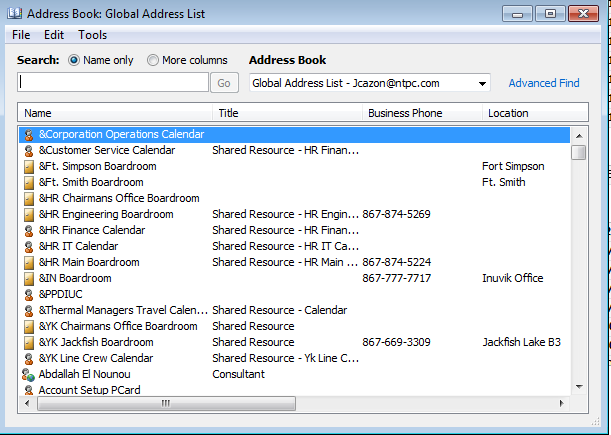 Address Book: Global Address List
File Edit Tools
Search: Name only More columns Address Book
Go Global Address List - Jcazon@ntpc.com Advanced Find
Name Title Business Phone Location
&Corporation Operations Calendar
&Customer Service Calendar Shared Resource - HR Finan...
&Ft. Simpson Boardroom Fort Simpson
&Ft. Smith Boardroom Ft. Smith
&HR Chairmans Office Boardroom
&HR Engineering Boardroom Shared Resource - HR Engin... 867-874-5269
&HR Finance Calendar Shared Resource - HR Finan...
&HR IT Calendar Shared Resource - HR IT Ca...
&HR Main Boardroom Shared Resource - HR Main ... 867-874-5224
&IN Boardroom 867-777-7717 Inuvik Office
&PPDIUC
&Thermal Managers Travel Calen... Shared Resource - Calendar
&YK Chairmans Office Boardroom Shared Resource
&YK Jackfish Boardroom Shared Resource 867-669-3309 Jackfish Lake B3
&YK Line Crew Calendar Shared Resource - Yk Line C...
Abdallah El Nounou Consultant
Account Setup PCard